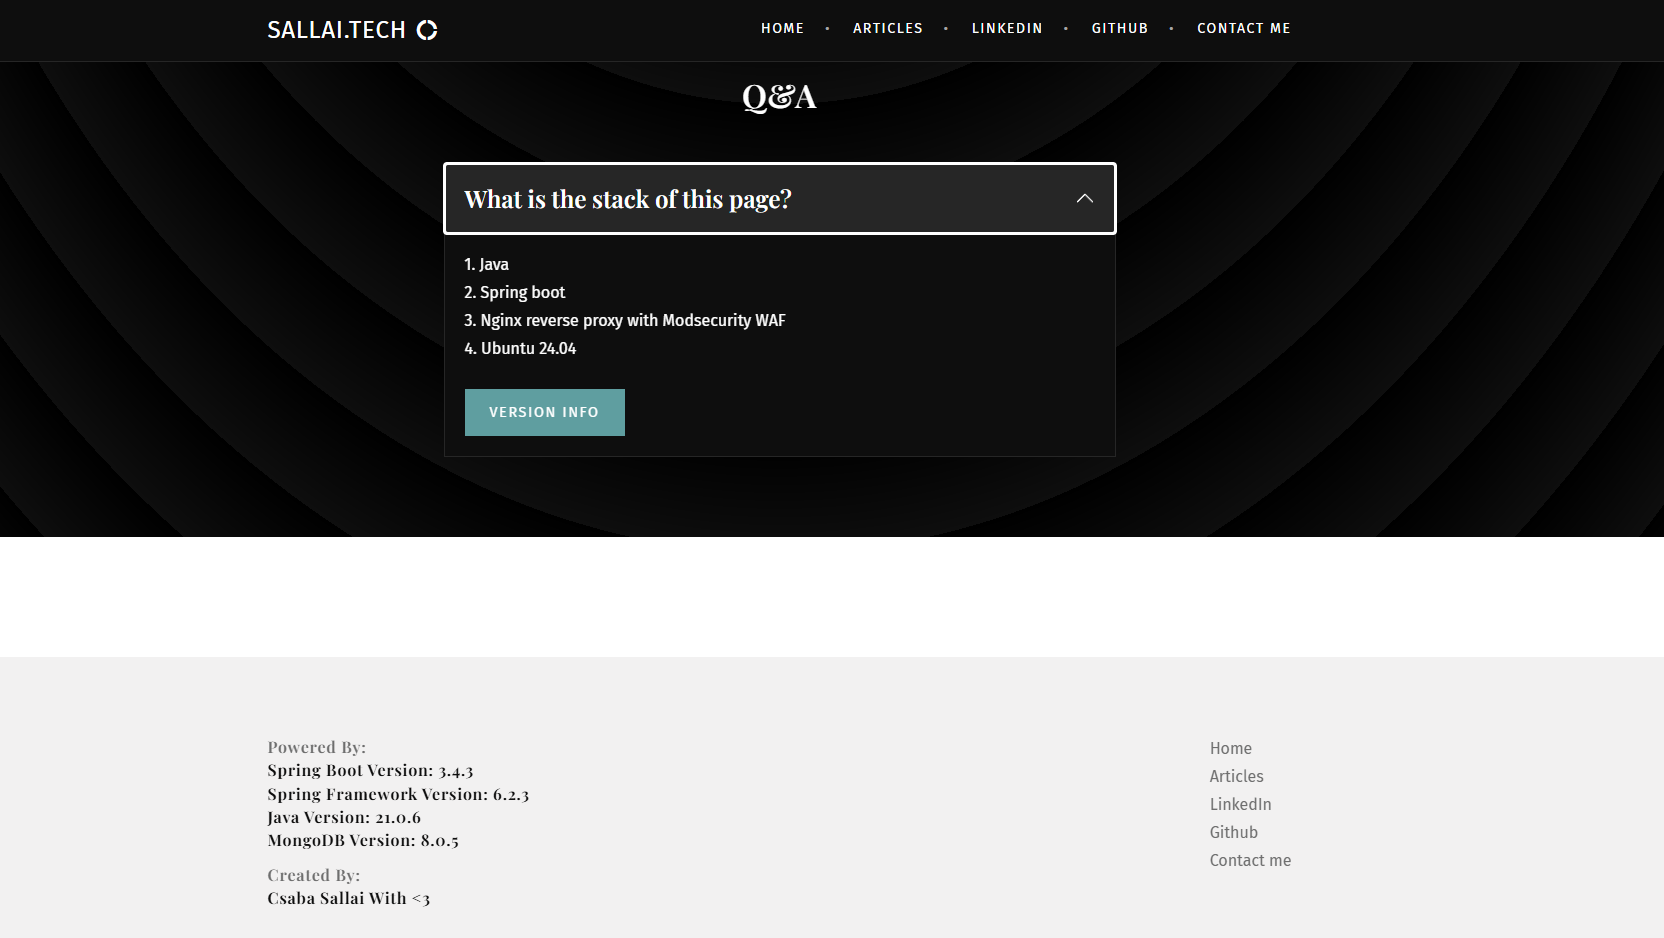 SALLAI.TECH
HOME • ARTICLES • LINKEDIN • GITHUB • CONTACT ME
Q&A
What is the stack of this page?
1. Java
2. Spring boot
3. Nginx reverse proxy with Modsecurity WAF
4. Ubuntu 24.04
VERSION INFO
Powered By:
Spring Boot Version: 3.4.3
Spring Framework Version: 6.2.3
Java Version: 21.0.6
MongoDB Version: 8.0.5
Created By:
Csaba Sallai With <3
Home
Articles
LinkedIn
Github
Contact me